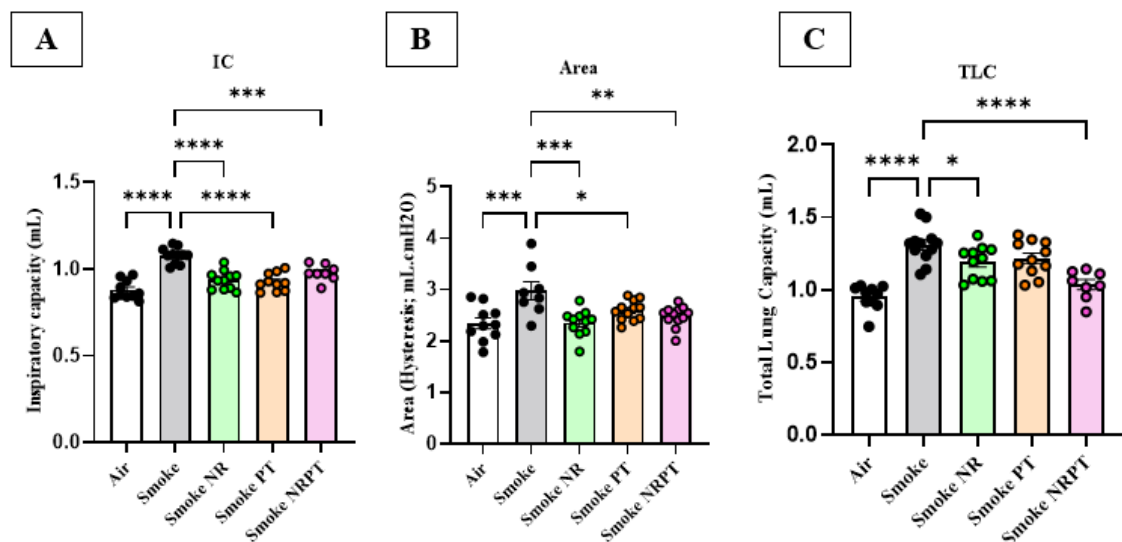 A
IC
***
****
****
****
Inspiratory capacity (mL)
1.5
1.0
0.5
0.0
Air
Smoke
Smoke NR
Smoke PT
Smoke NRPT
B
Area
**
***
***
*
Area (Hysteresis; mL.cmH2O)
5
4
3
2
1
0
Air
Smoke
Smoke NR
Smoke PT
Smoke NRPT
C
TLC
****
****
*
Total Lung Capacity (mL)
2.0
1.5
1.0
0.5
0.0
Air
Smoke
Smoke NR
Smoke PT
Smoke NRPT